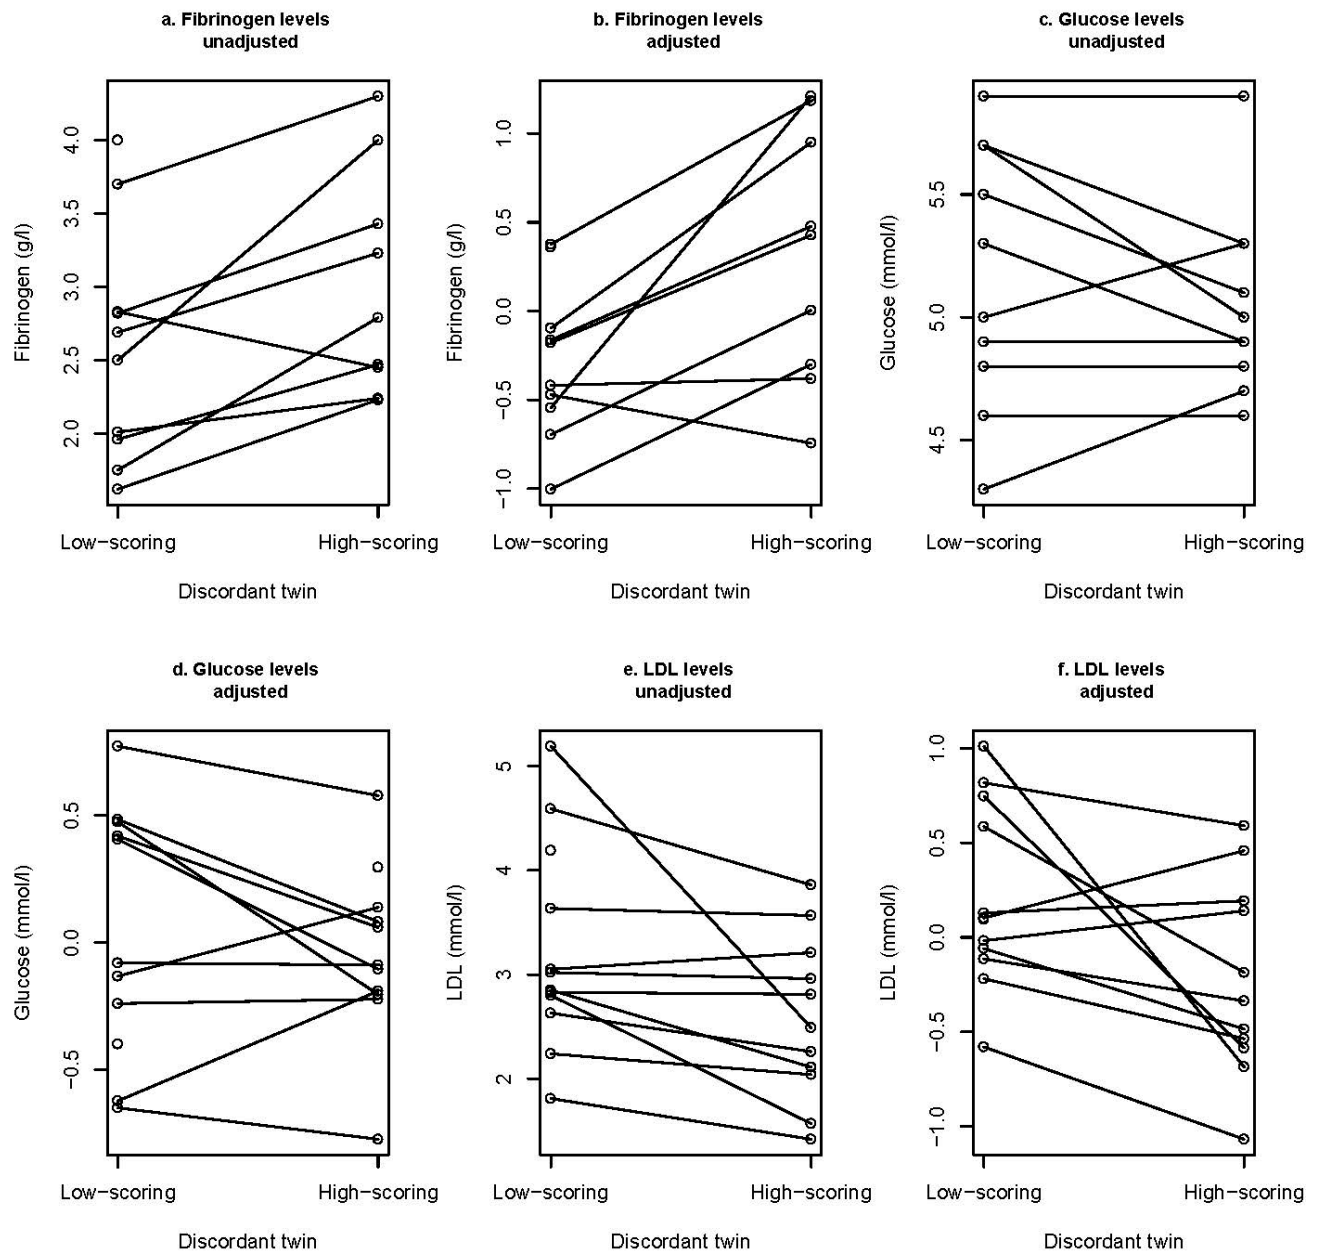 a. Fibrinogen levels
unadjusted
Fibrinogen (g/l)
4.0
3.5
3.0
2.5
2.0
Low−scoring High−scoring
Discordant twin
b. Fibrinogen levels
adjusted
Fibrinogen (g/l)
1.0
0.5
0.0
−0.5
−1.0
Low−scoring High−scoring
Discordant twin
c. Glucose levels
unadjusted
Glucose (mmol/l)
5.5
5.0
4.5
Low−scoring High−scoring
Discordant twin
d. Glucose levels
adjusted
Glucose (mmol/l)
0.5
0.0
−0.5
Low−scoring High−scoring
Discordant twin
e. LDL levels
unadjusted
LDL (mmol/l)
5
4
3
2
Low−scoring High−scoring
Discordant twin
f. LDL levels
adjusted
LDL (mmol/l)
1.0
0.5
0.0
−0.5
−1.0
Low−scoring High−scoring
Discordant twin